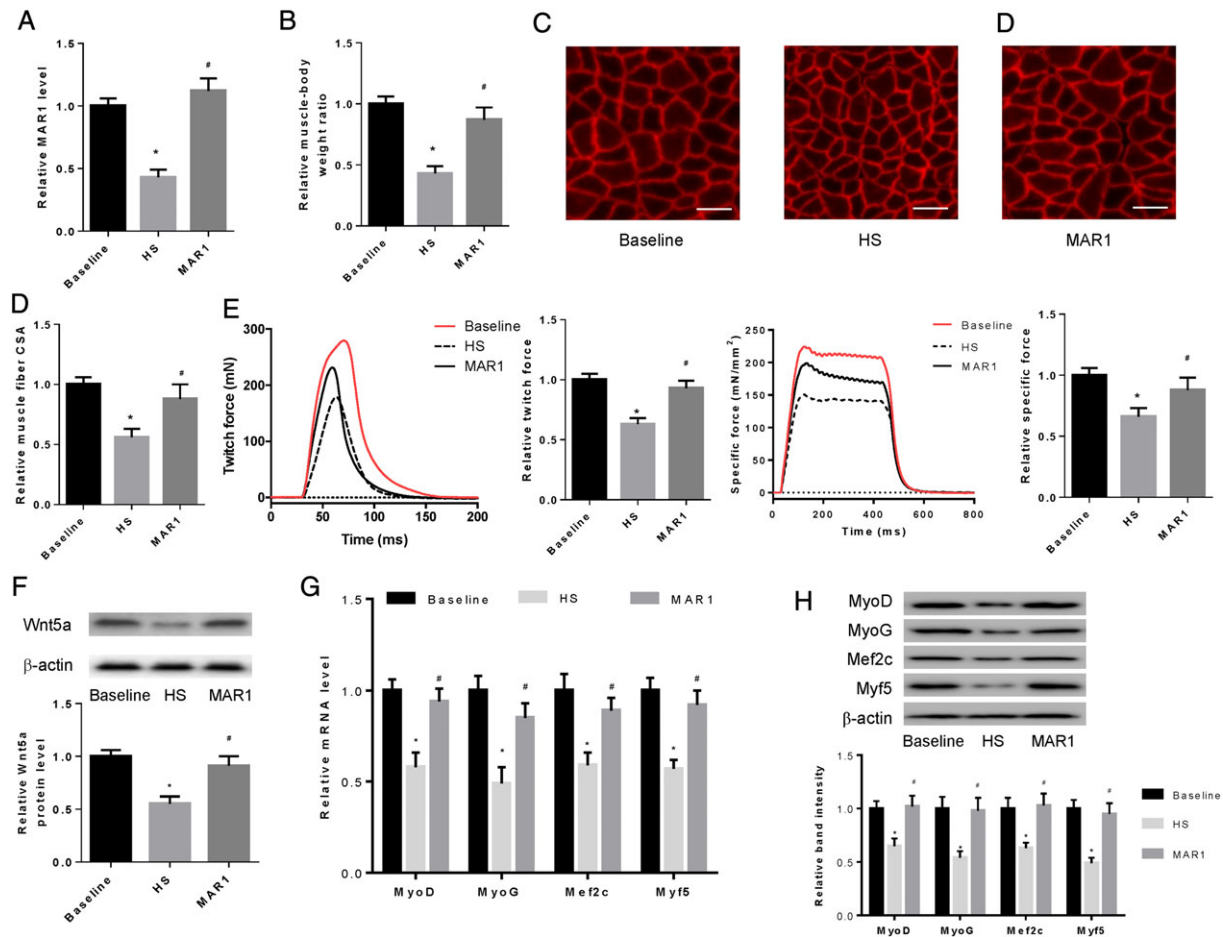 A
Relative MAR1 level
1.5
1.0
0.5
0.0
*
#
Baseline
HS
MAR1
B
Relative muscle-body
weight ratio
1.5
1.0
0.5
0.0
*
#
Baseline
HS
MAR1
C
Baseline
HS
D
MAR1
D
Relative muscle fiber CSA
1.5
1.0
0.5
0.0
*
#
Baseline
HS
MAR1
E
Twitch force (mN)
300
200
100
0
0
50
100
150
200
Time (ms)
Baseline
HS
MAR1
Relative twitch force
1.5
1.0
0.5
0.0
*
#
Baseline
HS
MAR1
Specific force (mN/mm²)
250
200
150
100
50
0
0
200
400
600
800
Time (ms)
Baseline
HS
MAR1
Relative specific force
1.5
1.0
0.5
0.0
*
#
Baseline
HS
MAR1
F
Wnt5a
β-actin
Baseline HS MAR1
Relative Wnt5a
protein level
1.5
1.0
0.5
0.0
*
#
Baseline
HS
MAR1
G
Baseline HS MAR1
Relative mRNA level
1.5
1.0
0.5
0.0
* # * # * # * #
MyoD MyoG Mef2c Myf5
H
MyoD
MyoG
Mef2c
Myf5
β-actin
Baseline HS MAR1
Relative band intensity
1.5
1.0
0.5
0.0
* # * # * # * #
MyoD MyoG Mef2c Myf5
Baseline
HS
MAR1